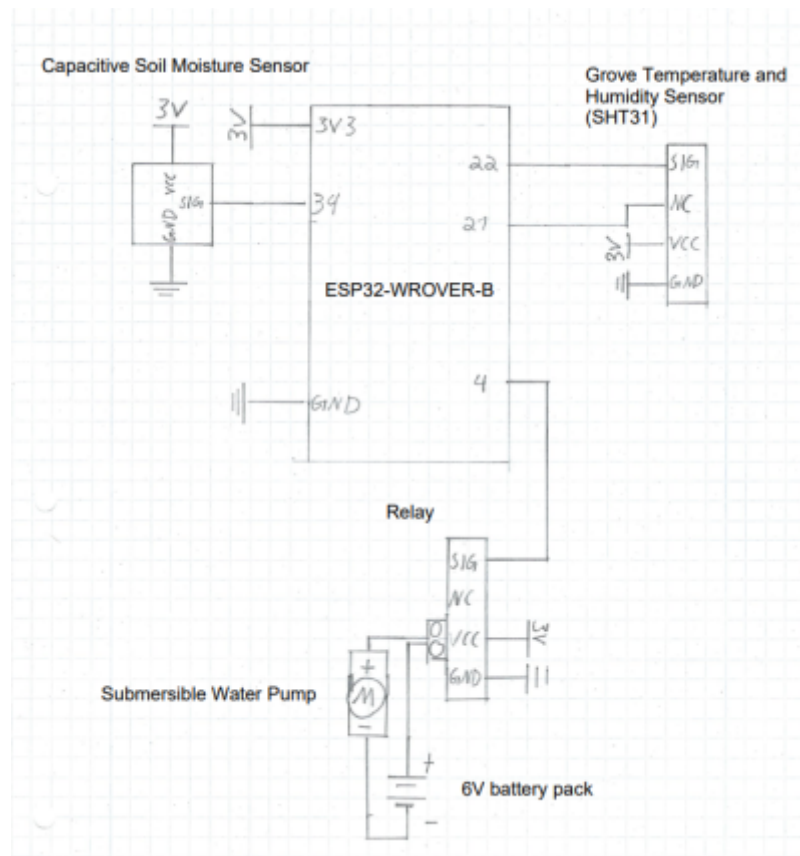 Capacitive Soil Moisture Sensor
Grove Temperature and
Humidity Sensor
(SHT31)
3V
VCC
SIG
GND
3V
3V3
34
22
21
ESP32-WROVER-B
GND
4
SIG
NC
VCC
GND
3V
Relay
SIG
NC
VCC
GND
3V
Submersible Water Pump
+
M
-
+
-
6V battery pack